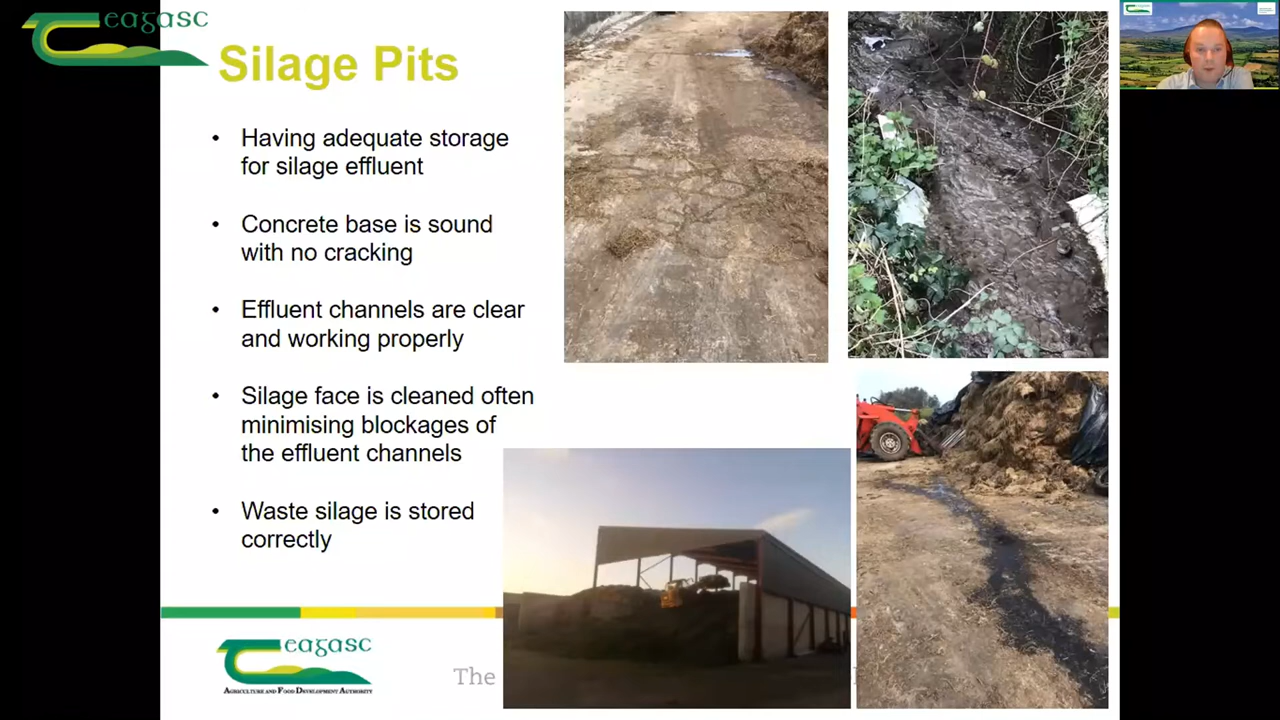 Teagasc
Silage Pits
• Having adequate storage
for silage effluent
• Concrete base is sound
with no cracking
• Effluent channels are clear
and working properly
• Silage face is cleaned often
minimising blockages of
the effluent channels
• Waste silage is stored
correctly
Teagasc
AGRICULTURE AND FOOD DEVELOPMENT AUTHORITY
The